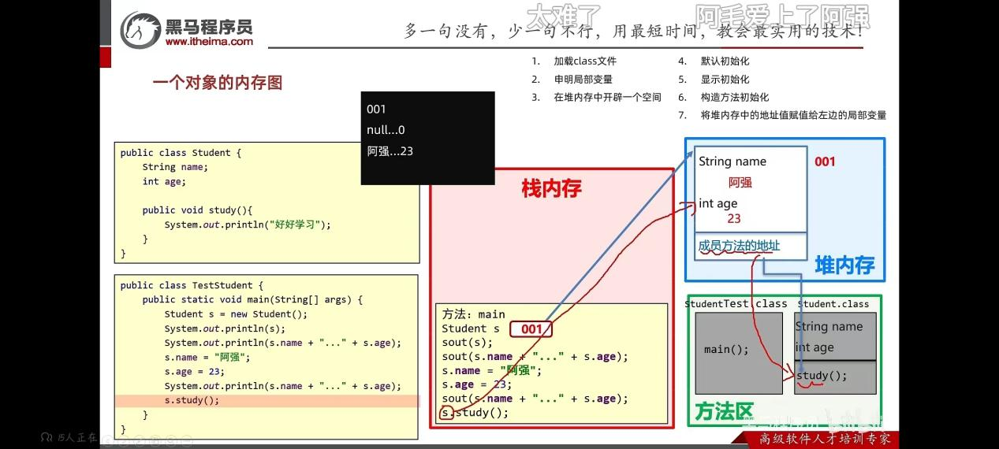 太难了
阿毛爱上了阿强
黑马程序员
www.itheima.com
多一句没有，少一句不行，用最短时间，教会最实用的技术！
一个对象的内存图
1. 加载class文件
2. 申明局部变量
3. 在堆内存中开辟一个空间
4. 默认初始化
5. 显示初始化
6. 构造方法初始化
7. 将堆内存中的地址值赋值给左边的局部变量
001
null...0
阿强...23
public class Student {
String name;
int age;
public void study(){
System.out.println("好好学习");
}
}
public class TestStudent {
public static void main(String[] args) {
Student s = new Student();
System.out.println(s);
System.out.println(s.name + "..." + s.age);
s.name = "阿强";
s.age = 23;
System.out.println(s.name + "..." + s.age);
s.study();
}
}
栈内存
方法：main
Student s 001
sout(s);
sout(s.name + "..." + s.age);
s.name = "阿强";
s.age = 23;
sout(s.name + "..." + s.age);
s.study();
String name
001
阿强
int age
23
成员方法的地址
堆内存
StudentTest.class
Student.class
main();
String name
int age
study();
方法区
15人正在
高级软件人才培训专家